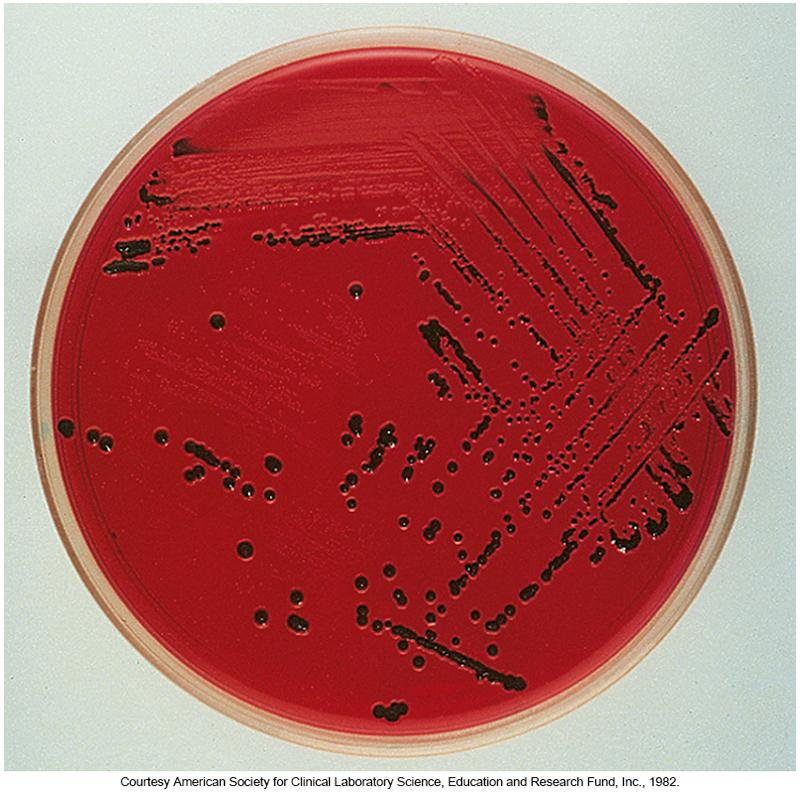 Courtesy American Society for Clinical Laboratory Science, Education and Research Fund, Inc., 1982.